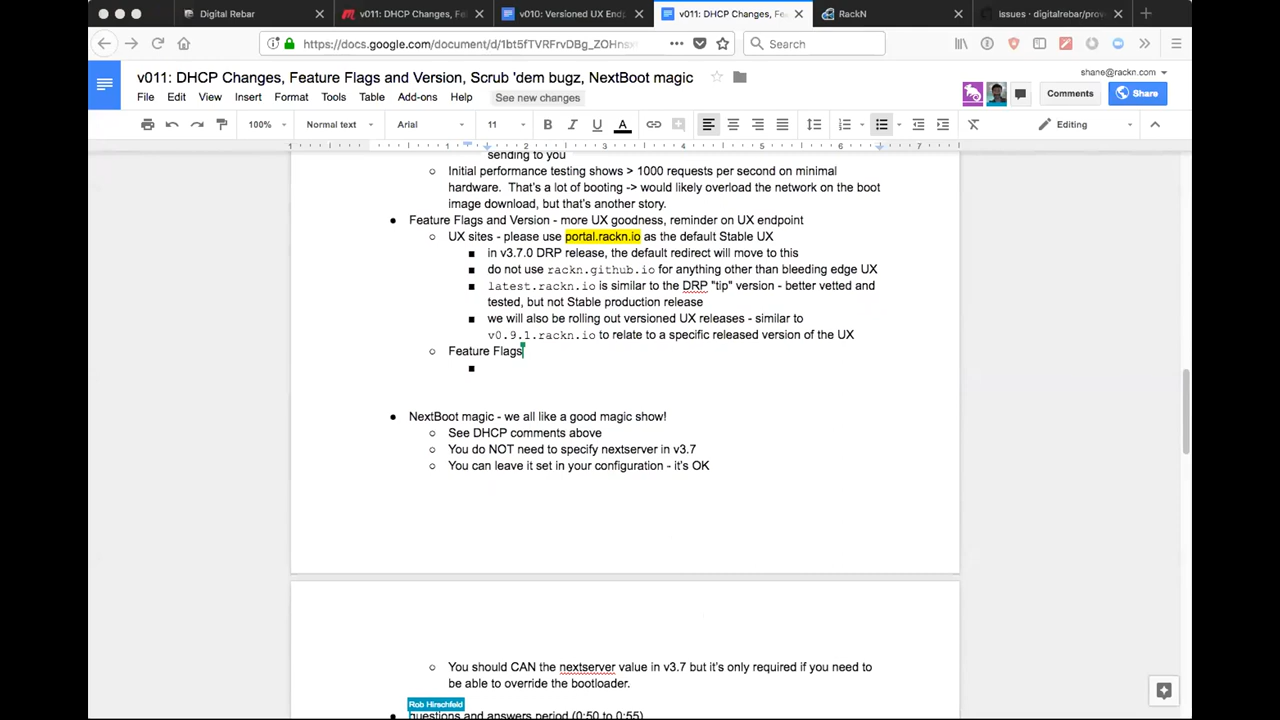 Digital Rebar
v011: DHCP Changes, Fe
v010: Versioned UX End
v011: DHCP Changes, Fea
RackN
Issues · digitalrebar/prov
https://docs.google.com/document/d/1bt5fTVRFrvDBg_ZOHnsx
Search
v011: DHCP Changes, Feature Flags and Version, Scrub 'dem bugz, NextBoot magic
shane@rackn.com
File Edit View Insert Format Tools Table Add-ons Help See new changes
Comments
Share
100% Normal text Arial 11
Editing
1 1 2 3 4 5 6 7
sending to you
○ Initial performance testing shows > 1000 requests per second on minimal
hardware. That's a lot of booting -> would likely overload the network on the boot
image download, but that's another story.
● Feature Flags and Version - more UX goodness, reminder on UX endpoint
○ UX sites - please use portal.rackn.io as the default Stable UX
■ in v3.7.0 DRP release, the default redirect will move to this
■ do not use rackn.github.io for anything other than bleeding edge UX
■ latest.rackn.io is similar to the DRP "tip" version - better vetted and
tested, but not Stable production release
■ we will also be rolling out versioned UX releases - similar to
v0.9.1.rackn.io to relate to a specific released version of the UX
○ Feature Flags
■
● NextBoot magic - we all like a good magic show!
○ See DHCP comments above
○ You do NOT need to specify nextserver in v3.7
○ You can leave it set in your configuration - it's OK
○ You should CAN the nextserver value in v3.7 but it's only required if you need to
be able to override the bootloader.
Rob Hirschfeld
● questions and answers period (0:50 to 0:55)